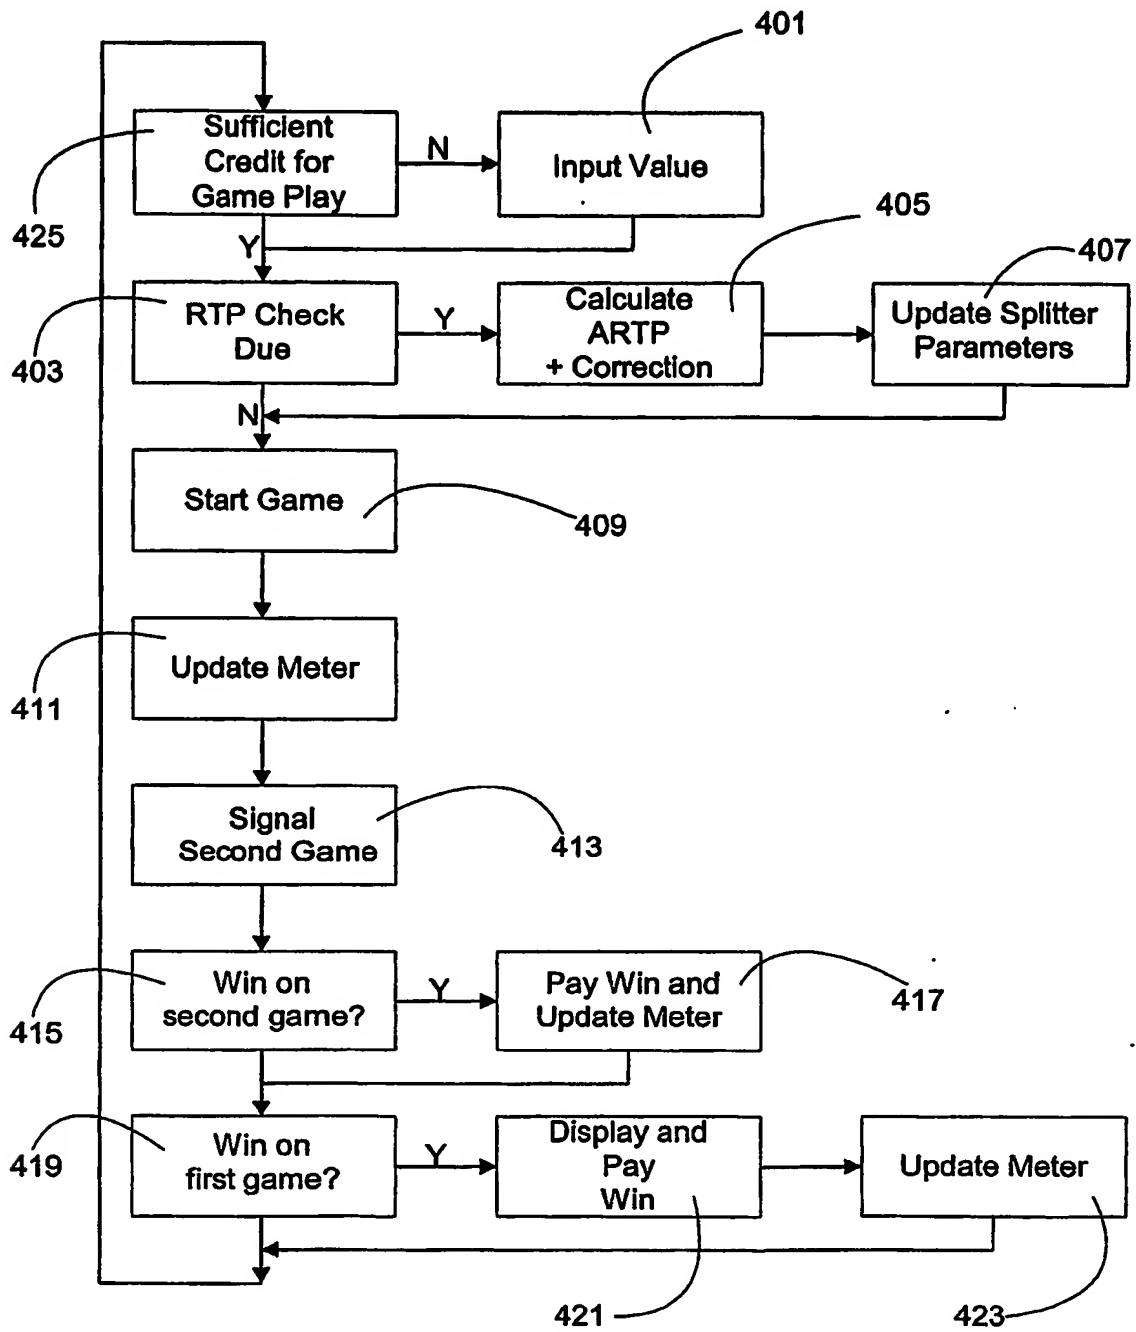 401
Sufficient
Credit for
Game Play
N
Input Value
425
Y
405
407
RTP Check
Due
Y
Calculate
ARTP
+ Correction
Update Splitter
Parameters
403
N
Start Game
409
Update Meter
411
Signal
Second Game
413
Win on
second game?
Y
Pay Win and
Update Meter
417
415
Win on
first game?
Y
Display and
Pay
Win
Update Meter
419
421
423